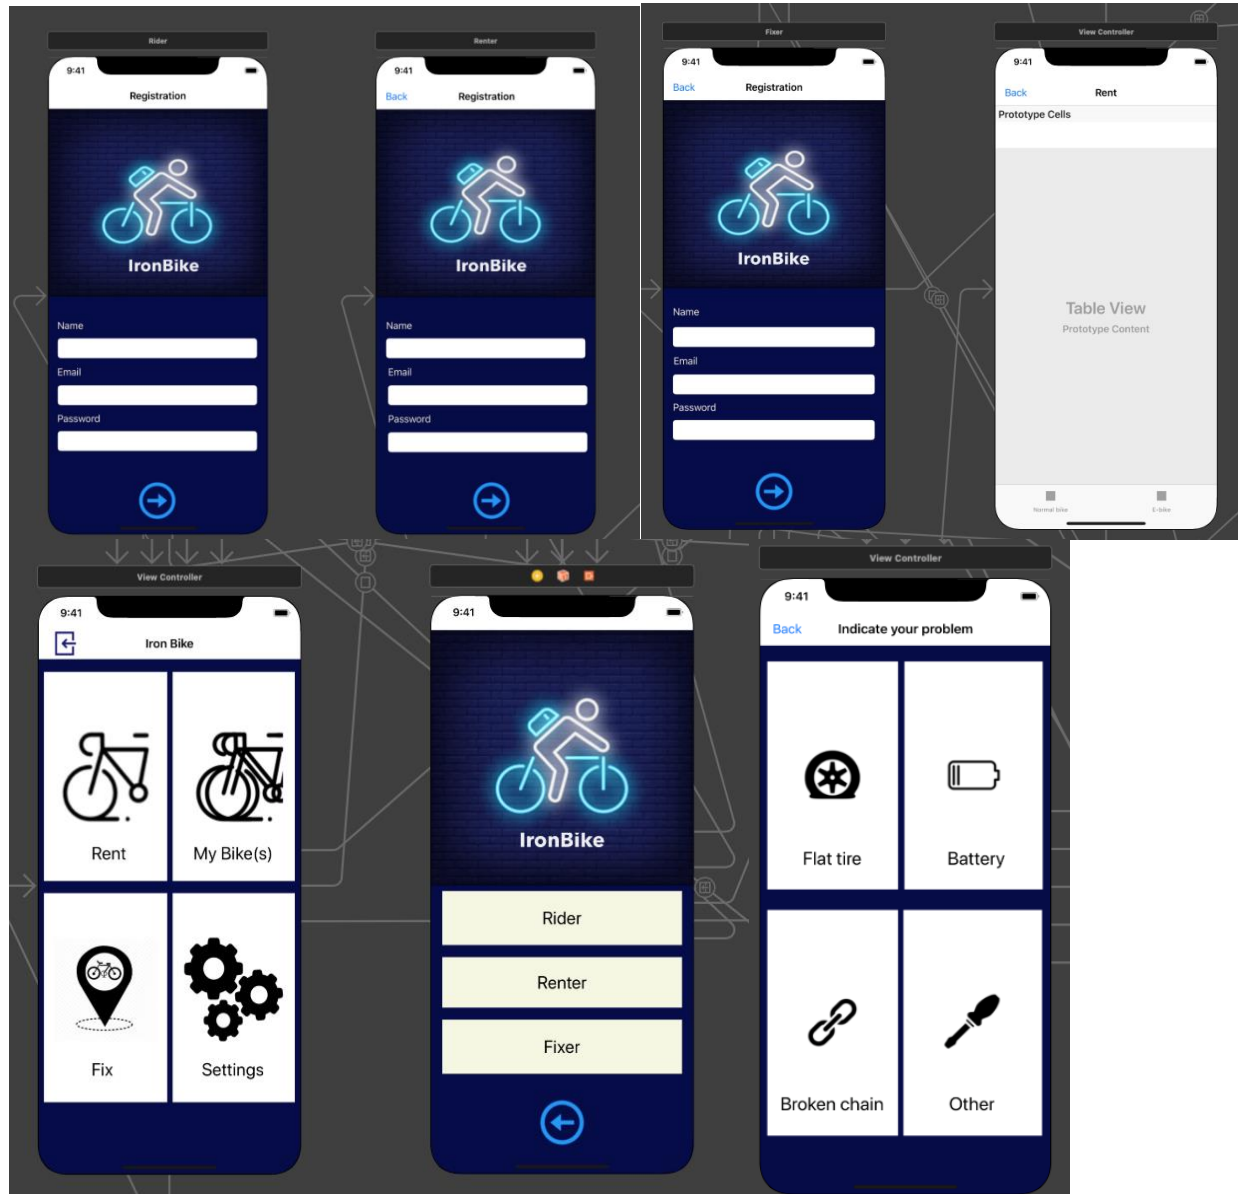 Rider
9:41
Registration
IronBike
Name
Email
Password
Renter
9:41
Back
Registration
IronBike
Name
Email
Password
Fixer
9:41
Back
Registration
IronBike
Name
Email
Password
View Controller
9:41
Back
Rent
Prototype Cells
Table View
Prototype Content
Normal bike
E-bike
View Controller
9:41
Iron Bike
Rent
My Bike(s)
Fix
Settings
9:41
IronBike
Rider
Renter
Fixer
View Controller
9:41
Back
Indicate your problem
Flat tire
Battery
Broken chain
Other